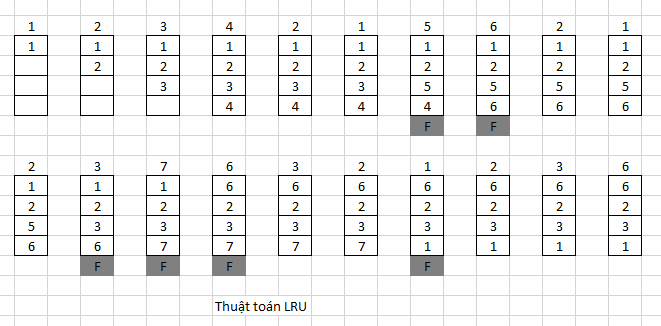 1 2 3 4 2 1 5 6 2 1
1 1 1 1 1 1 1 1 1 1
2 2 2 2 2 2 2 2 2
3 3 3 3 5 5 5 5
4 4 4 4 6 6 6
F F
2 3 7 6 3 2 1 2 3 6
1 1 1 6 6 6 6 6 6 6
2 2 2 2 2 2 2 2 2 2
5 3 3 3 3 3 3 3 3 3
6 6 7 7 7 7 1 1 1 1
F F F F
Thuật toán LRU